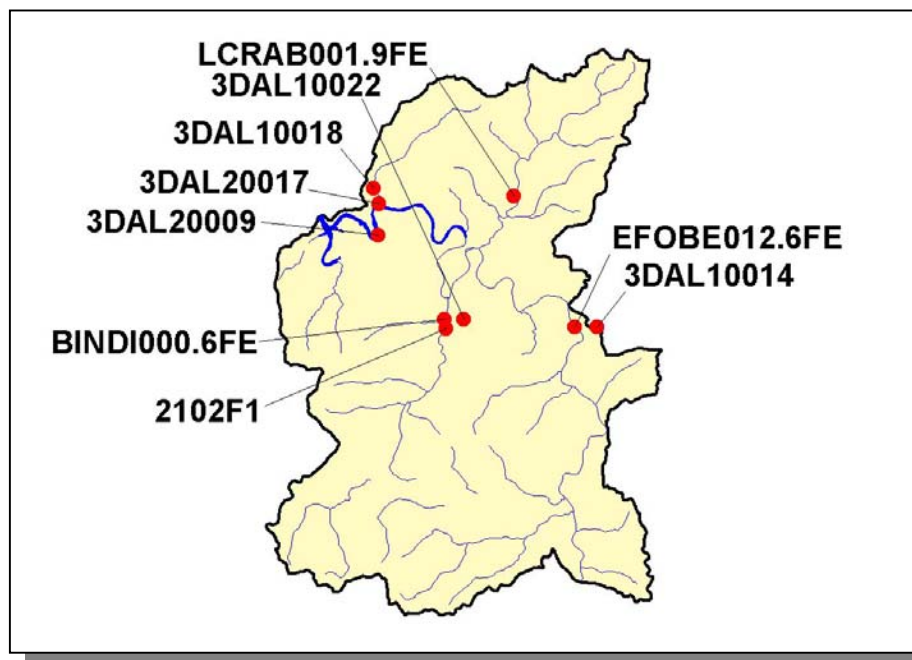 LCRAB001.9FE
3DAL10022
3DAL10018
3DAL20017
3DAL20009
EFOBE012.6FE
3DAL10014
BINDI000.6FE
2102F1